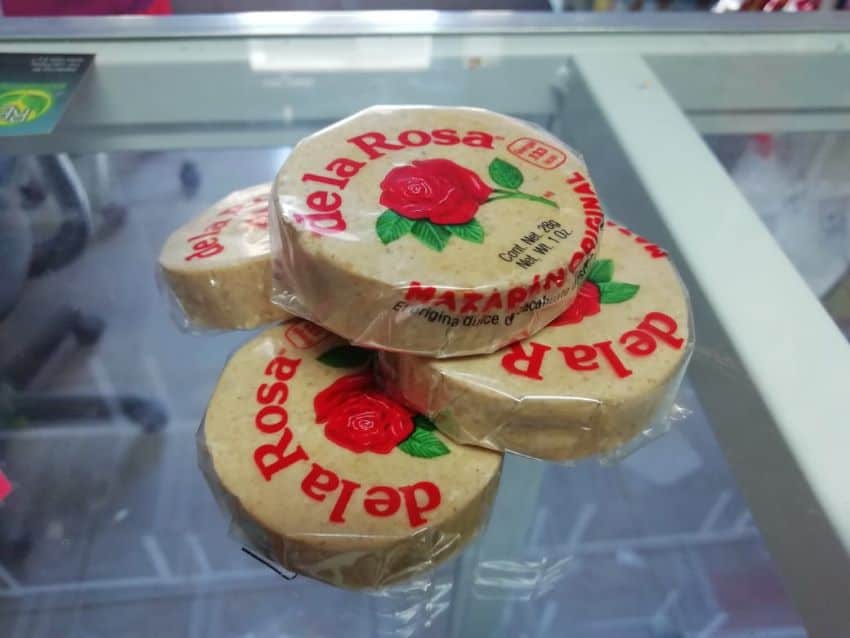 de la Rosa
Cont. Net. 28g
Net. Wt. 1 Oz.
MAZAPÁN ORIGINAL
de la Rosa
de la R
de la Rosa